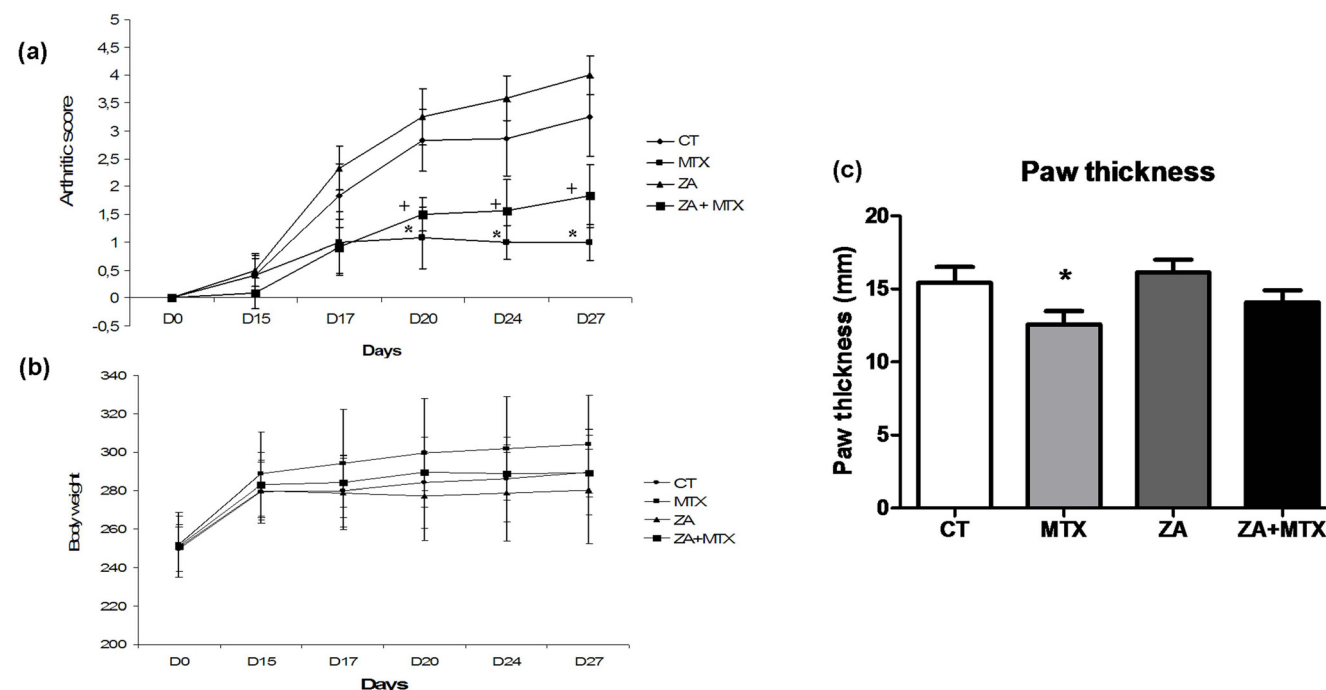 (a)
5
4,5
4
3,5
3
2,5
2
1,5
1
0,5
0
-0,5
Arthritic score
+
+
+
*
*
*
D0 D15 D17 D20 D24 D27
Days
CT
MTX
ZA
ZA + MTX
(b)
340
320
300
280
260
240
220
200
Body weight
D0 D15 D17 D20 D24 D27
Days
CT
MTX
ZA
ZA+MTX
(c)
Paw thickness
20
15
10
5
0
Paw thickness (mm)
*
CT MTX ZA ZA+MTX